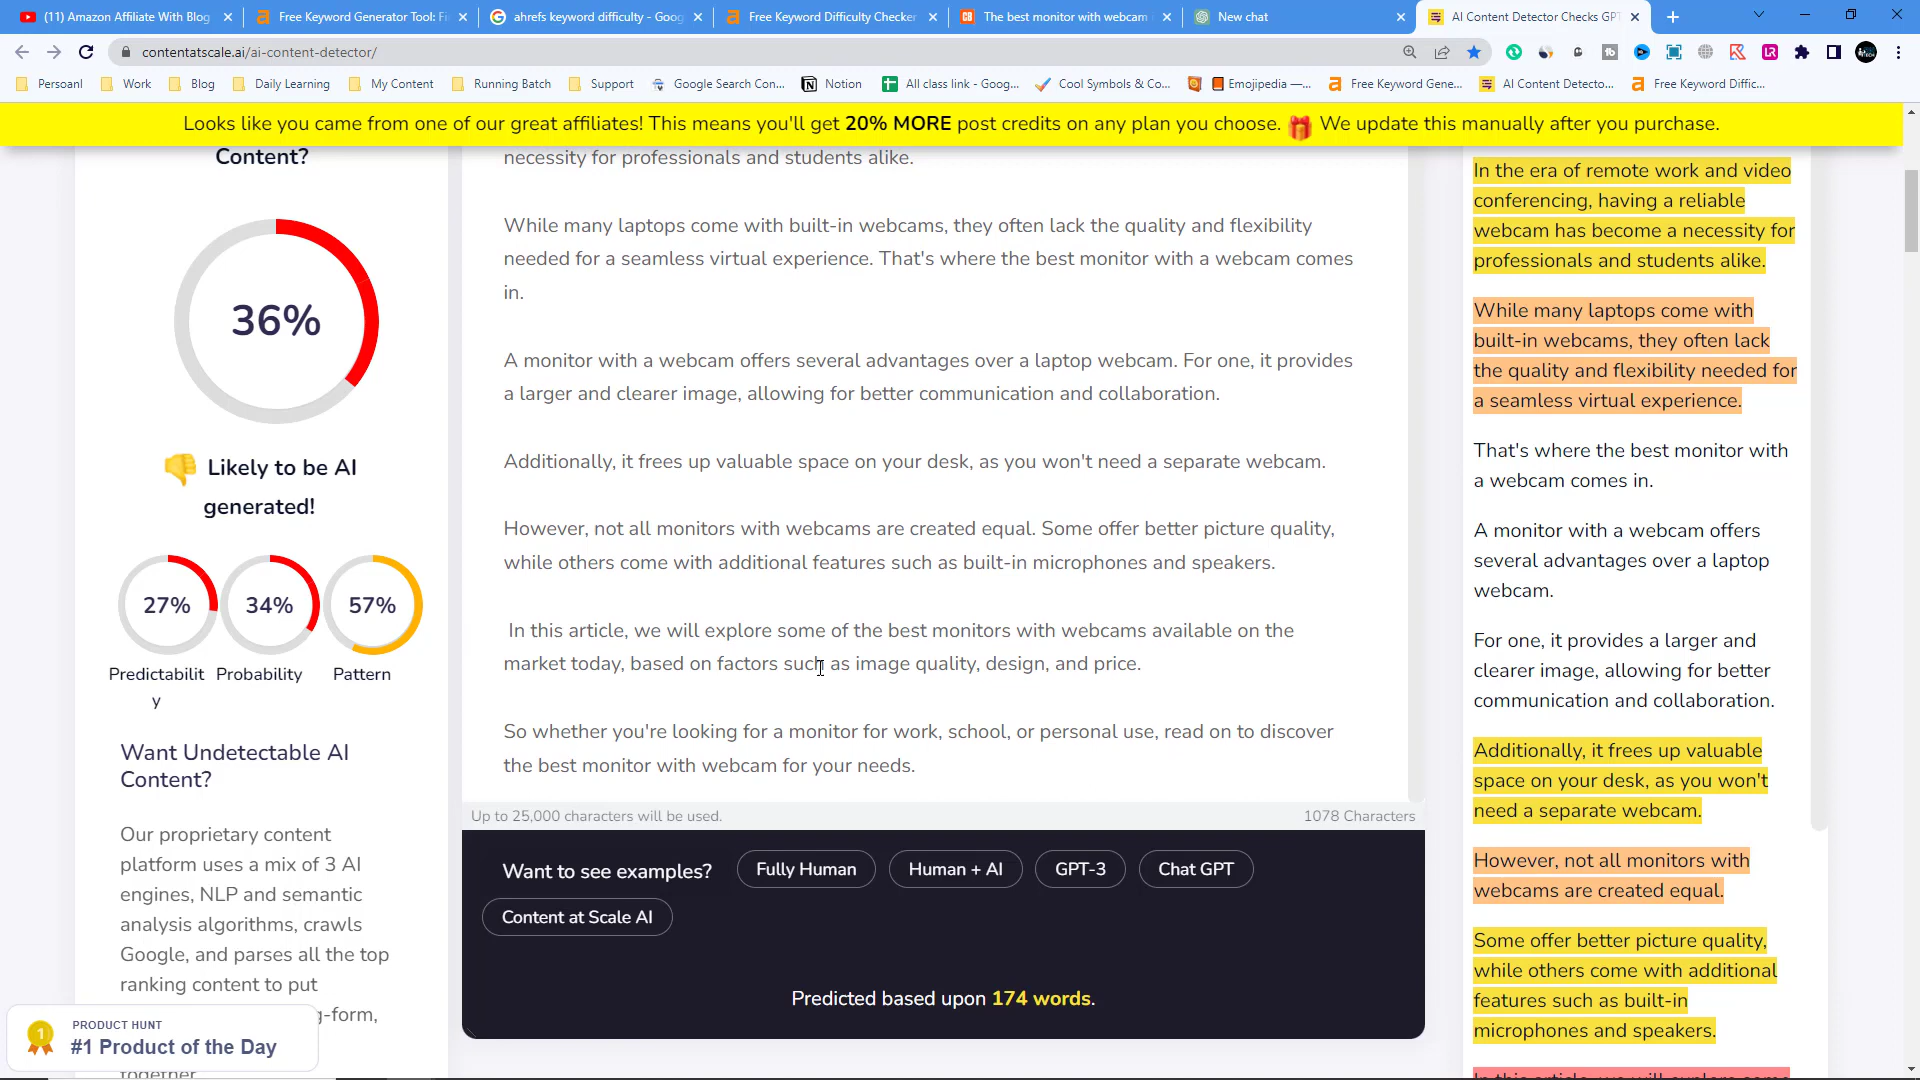 (11) Amazon Affiliate With Blog
Free Keyword Generator Tool: Fi
ahrefs keyword difficulty - Goog
Free Keyword Difficulty Checker
The best monitor with webcam
New chat
AI Content Detector Checks GPT
contentatscale.ai/ai-content-detector/
Persoanl
Work
Blog
Daily Learning
My Content
Running Batch
Support
Google Search Con...
Notion
All class link - Goog...
Cool Symbols & Co...
Emojipedia —...
Free Keyword Gene...
AI Content Detecto...
Free Keyword Diffic...
Looks like you came from one of our great affiliates! This means you'll get 20% MORE post credits on any plan you choose. 🎁 We update this manually after you purchase.
Content?
36%
👎 Likely to be AI
generated!
27%
34%
57%
Predictabilit
y
Probability
Pattern
Want Undetectable AI
Content?
Our proprietary content
platform uses a mix of 3 AI
engines, NLP and semantic
analysis algorithms, crawls
Google, and parses all the top
ranking content to put
g-form,
together
PRODUCT HUNT
#1 Product of the Day
necessity for professionals and students alike.
While many laptops come with built-in webcams, they often lack the quality and flexibility
needed for a seamless virtual experience. That's where the best monitor with a webcam comes
in.
A monitor with a webcam offers several advantages over a laptop webcam. For one, it provides
a larger and clearer image, allowing for better communication and collaboration.
Additionally, it frees up valuable space on your desk, as you won't need a separate webcam.
However, not all monitors with webcams are created equal. Some offer better picture quality,
while others come with additional features such as built-in microphones and speakers.
In this article, we will explore some of the best monitors with webcams available on the
market today, based on factors such as image quality, design, and price.
So whether you're looking for a monitor for work, school, or personal use, read on to discover
the best monitor with webcam for your needs.
Up to 25,000 characters will be used.
1078 Characters
Want to see examples?
Fully Human
Human + AI
GPT-3
Chat GPT
Content at Scale AI
Predicted based upon 174 words.
In the era of remote work and video
conferencing, having a reliable
webcam has become a necessity for
professionals and students alike.
While many laptops come with
built-in webcams, they often lack
the quality and flexibility needed for
a seamless virtual experience.
That's where the best monitor with
a webcam comes in.
A monitor with a webcam offers
several advantages over a laptop
webcam.
For one, it provides a larger and
clearer image, allowing for better
communication and collaboration.
Additionally, it frees up valuable
space on your desk, as you won't
need a separate webcam.
However, not all monitors with
webcams are created equal.
Some offer better picture quality,
while others come with additional
features such as built-in
microphones and speakers.
In this article, we will explore some